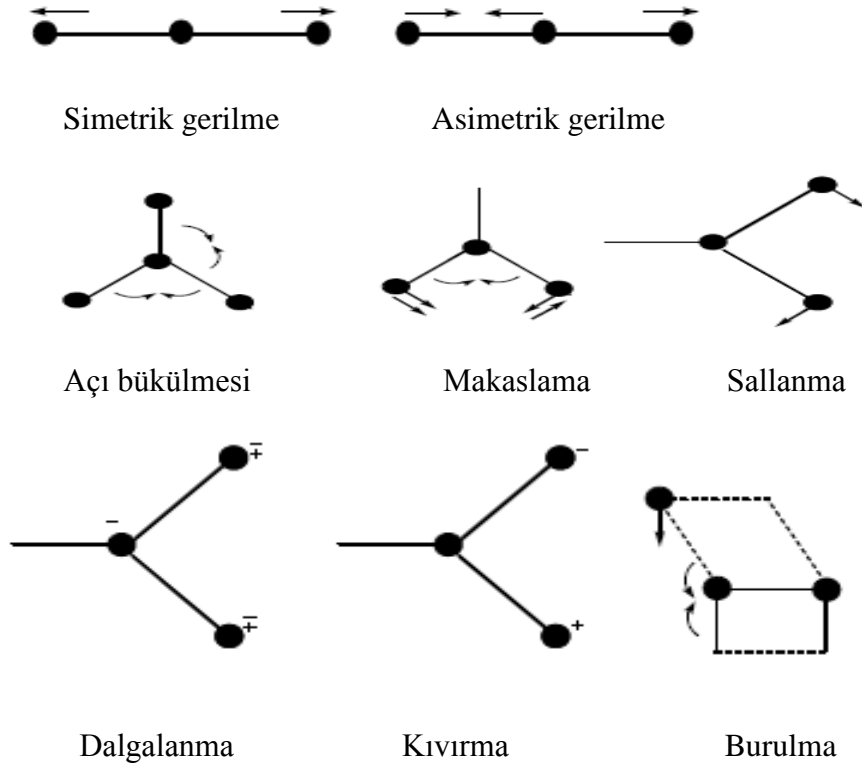 Simetrik gerilme Asimetrik gerilme
Açı bükülmesi Makaslama Sallanma
Dalgalanma Kıvırma Burulma